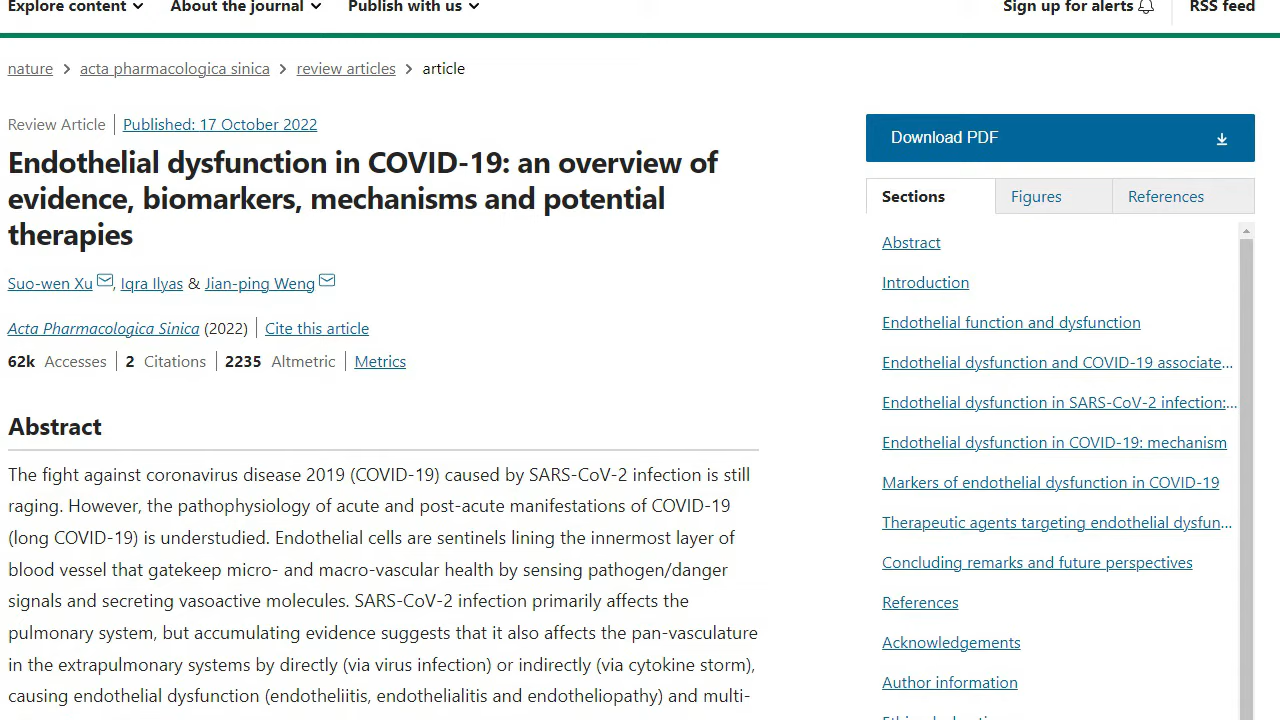 Explore content About the journal Publish with us Sign up for alerts RSS feed
nature > acta pharmacologica sinica > review articles > article
Review Article | Published: 17 October 2022
Endothelial dysfunction in COVID-19: an overview of
evidence, biomarkers, mechanisms and potential
therapies
Suo-wen Xu, Iqra Ilyas & Jian-ping Weng
Acta Pharmacologica Sinica (2022) | Cite this article
62k Accesses | 2 Citations | 2235 Altmetric | Metrics
Abstract
The fight against coronavirus disease 2019 (COVID-19) caused by SARS-CoV-2 infection is still
raging. However, the pathophysiology of acute and post-acute manifestations of COVID-19
(long COVID-19) is understudied. Endothelial cells are sentinels lining the innermost layer of
blood vessel that gatekeep micro- and macro-vascular health by sensing pathogen/danger
signals and secreting vasoactive molecules. SARS-CoV-2 infection primarily affects the
pulmonary system, but accumulating evidence suggests that it also affects the pan-vasculature
in the extrapulmonary systems by directly (via virus infection) or indirectly (via cytokine storm),
causing endothelial dysfunction (endotheliitis, endothelialitis and endotheliopathy) and multi-
Download PDF
Sections Figures References
Abstract
Introduction
Endothelial function and dysfunction
Endothelial dysfunction and COVID-19 associate...
Endothelial dysfunction in SARS-CoV-2 infection:...
Endothelial dysfunction in COVID-19: mechanism
Markers of endothelial dysfunction in COVID-19
Therapeutic agents targeting endothelial dysfun...
Concluding remarks and future perspectives
References
Acknowledgements
Author information